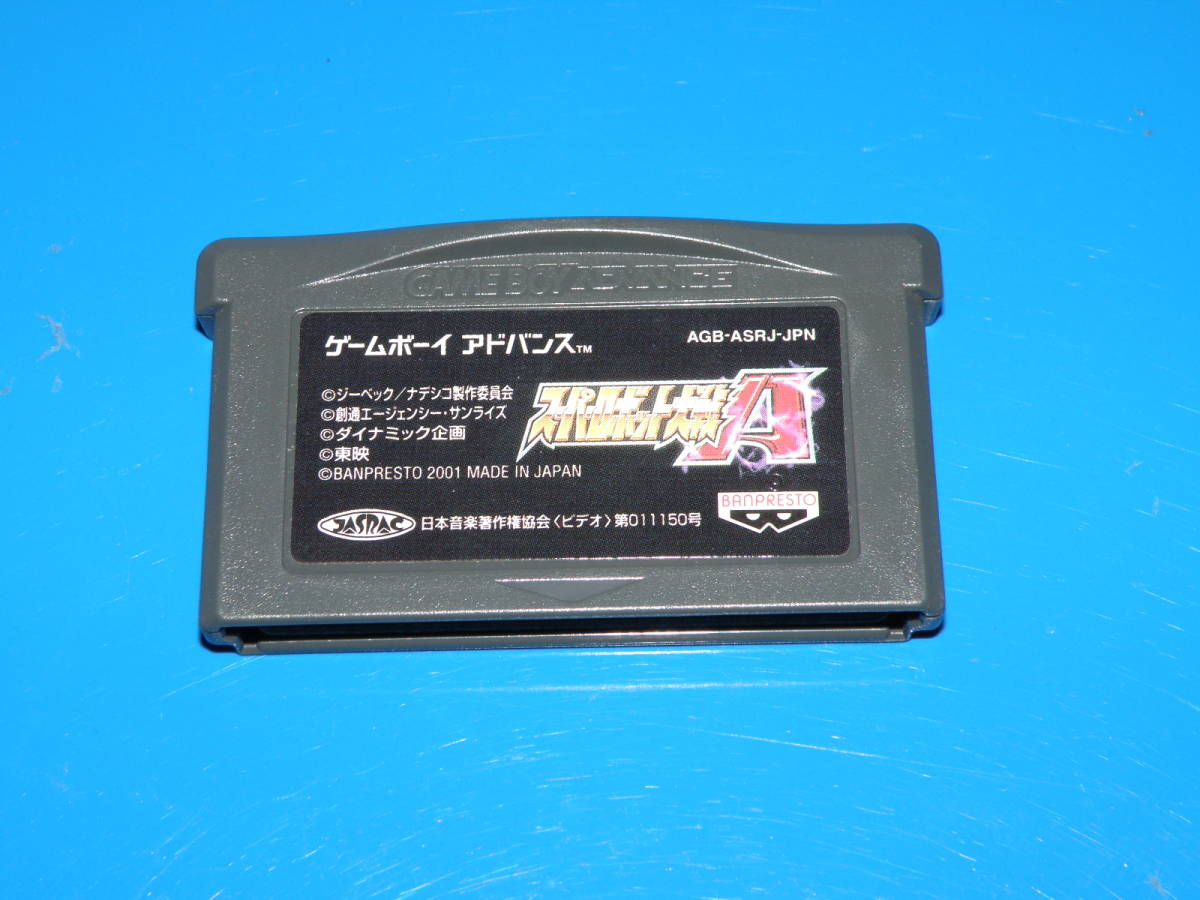 GAME BOY ADVANCE
ゲームボーイ アドバンス™
AGB-ASRJ-JPN
©ジーベック/ナデシコ製作委員会
©創通エージェンシー・サンライズ
©ダイナミック企画
©東映
©BANPRESTO 2001 MADE IN JAPAN
スーパーロボット大戦A
JASRAC
日本音楽著作権協会〈ビデオ〉第011150号
BANPRESTO